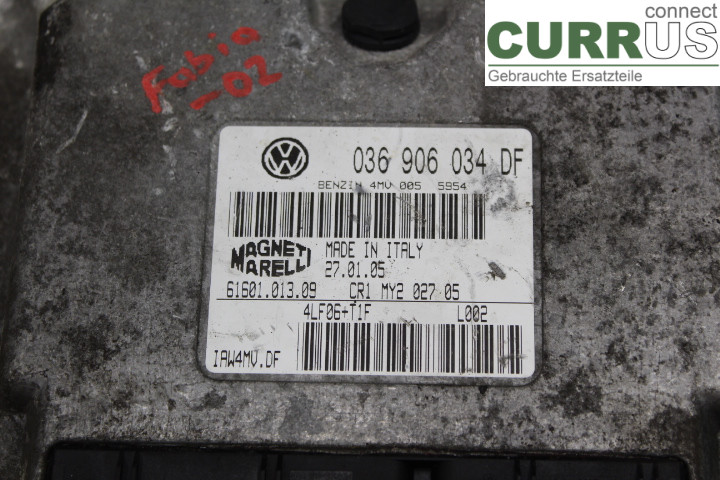 connect
CURRUS
Gebrauchte Ersatzteile
Fabia
-02
VW
036 906 034 DF
BENZIN 4MV 005 5954
MAGNETI MARELLI
MADE IN ITALY
27.01.05
61601.013.09 CR1 MY2 027 05
4LF06+T1F L002
IAW4MV.DF